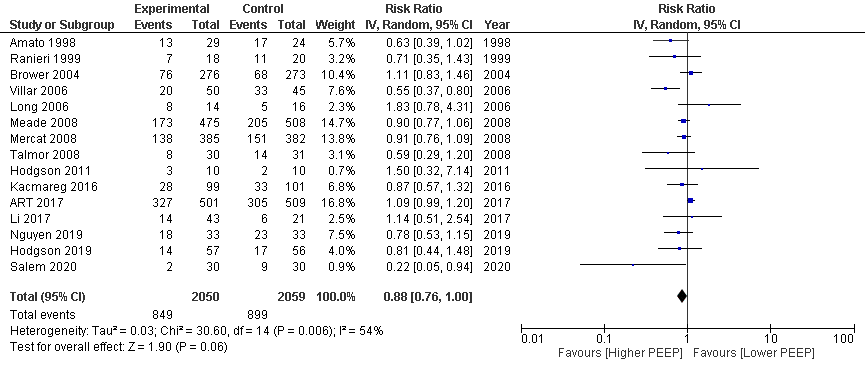 Experimental Control Risk Ratio Risk Ratio
Study or Subgroup Events Total Events Total Weight IV, Random, 95% CI Year IV, Random, 95% CI
Amato 1998 13 29 17 24 5.7% 0.63 [0.39, 1.02] 1998
Ranieri 1999 7 18 11 20 3.2% 0.71 [0.35, 1.43] 1999
Brower 2004 76 276 68 273 10.4% 1.11 [0.83, 1.46] 2004
Villar 2006 20 50 33 45 7.6% 0.55 [0.37, 0.80] 2006
Long 2006 8 14 5 16 2.3% 1.83 [0.78, 4.31] 2006
Meade 2008 173 475 205 508 14.2% 0.90 [0.77, 1.06] 2008
Mercat 2008 138 385 151 382 13.8% 0.91 [0.76, 1.09] 2008
Talmor 2008 8 30 14 31 3.1% 0.59 [0.29, 1.20] 2008
Hodgson 2011 3 10 2 10 0.8% 1.50 [0.32, 7.14] 2011
Kacmareg 2016 28 99 33 101 6.8% 0.87 [0.57, 1.32] 2016
ART 2017 327 501 305 509 16.8% 1.09 [0.99, 1.20] 2017
Li 2017 14 43 6 21 2.5% 1.14 [0.51, 2.54] 2017
Nguyen 2019 18 33 23 33 7.5% 0.78 [0.53, 1.15] 2019
Hodgson 2019 14 57 17 56 4.0% 0.81 [0.44, 1.48] 2019
Salem 2020 2 30 9 30 0.9% 0.22 [0.05, 0.94] 2020
Total (95% CI) 2050 2059 100.0% 0.88 [0.76, 1.00]
Total events 849 899
Heterogeneity: Tau² = 0.03; Chi² = 30.60, df = 14 (P = 0.006); I² = 54%
Test for overall effect: Z = 1.90 (P = 0.06)
0.01 0.1 1 10 100
Favours [Higher PEEP] Favours [Lower PEEP]